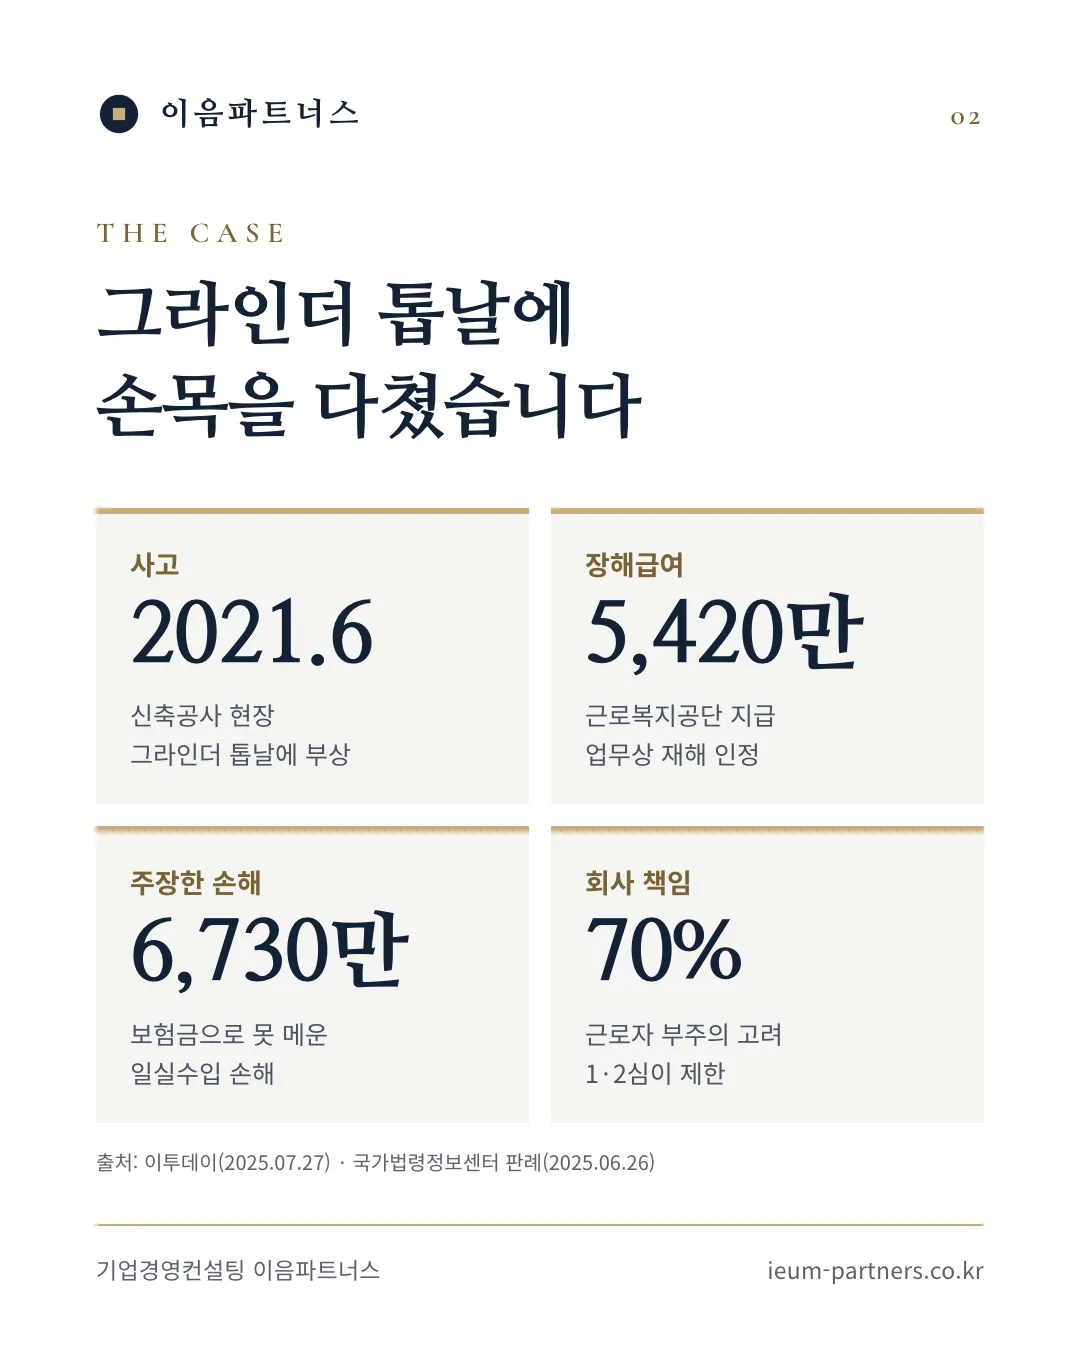 이음파트너스
02
THE CASE
그라인더 톱날에
손목을 다쳤습니다
사고
2021.6
신축공사 현장
그라인더 톱날에 부상
장해급여
5,420만
근로복지공단 지급
업무상 재해 인정
주장한 손해
6,730만
보험금으로 못 메운
일실수입 손해
회사 책임
70%
근로자 부주의 고려
1·2심이 제한
출처: 이투데이(2025.07.27) · 국가법령정보센터 판례(2025.06.26)
기업경영컨설팅 이음파트너스
ieum-partners.co.kr